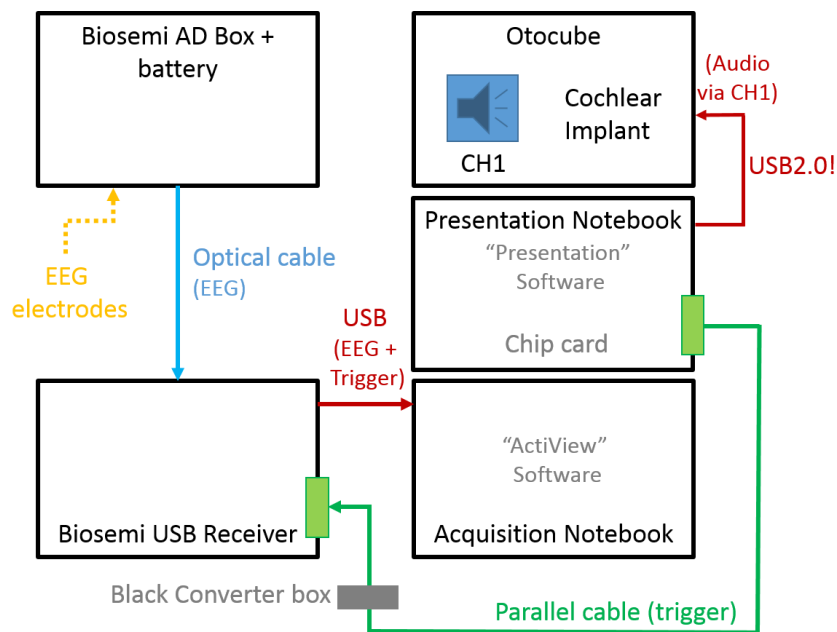 Biosemi AD Box +
battery
Otocube
Cochlear
Implant
CH1
(Audio
via CH1)
USB2.0!
EEG
electrodes
Optical cable
(EEG)
Presentation Notebook
“Presentation”
Software
Chip card
USB
(EEG +
Trigger)
Biosemi USB Receiver
“ActiView”
Software
Acquisition Notebook
Black Converter box
Parallel cable (trigger)